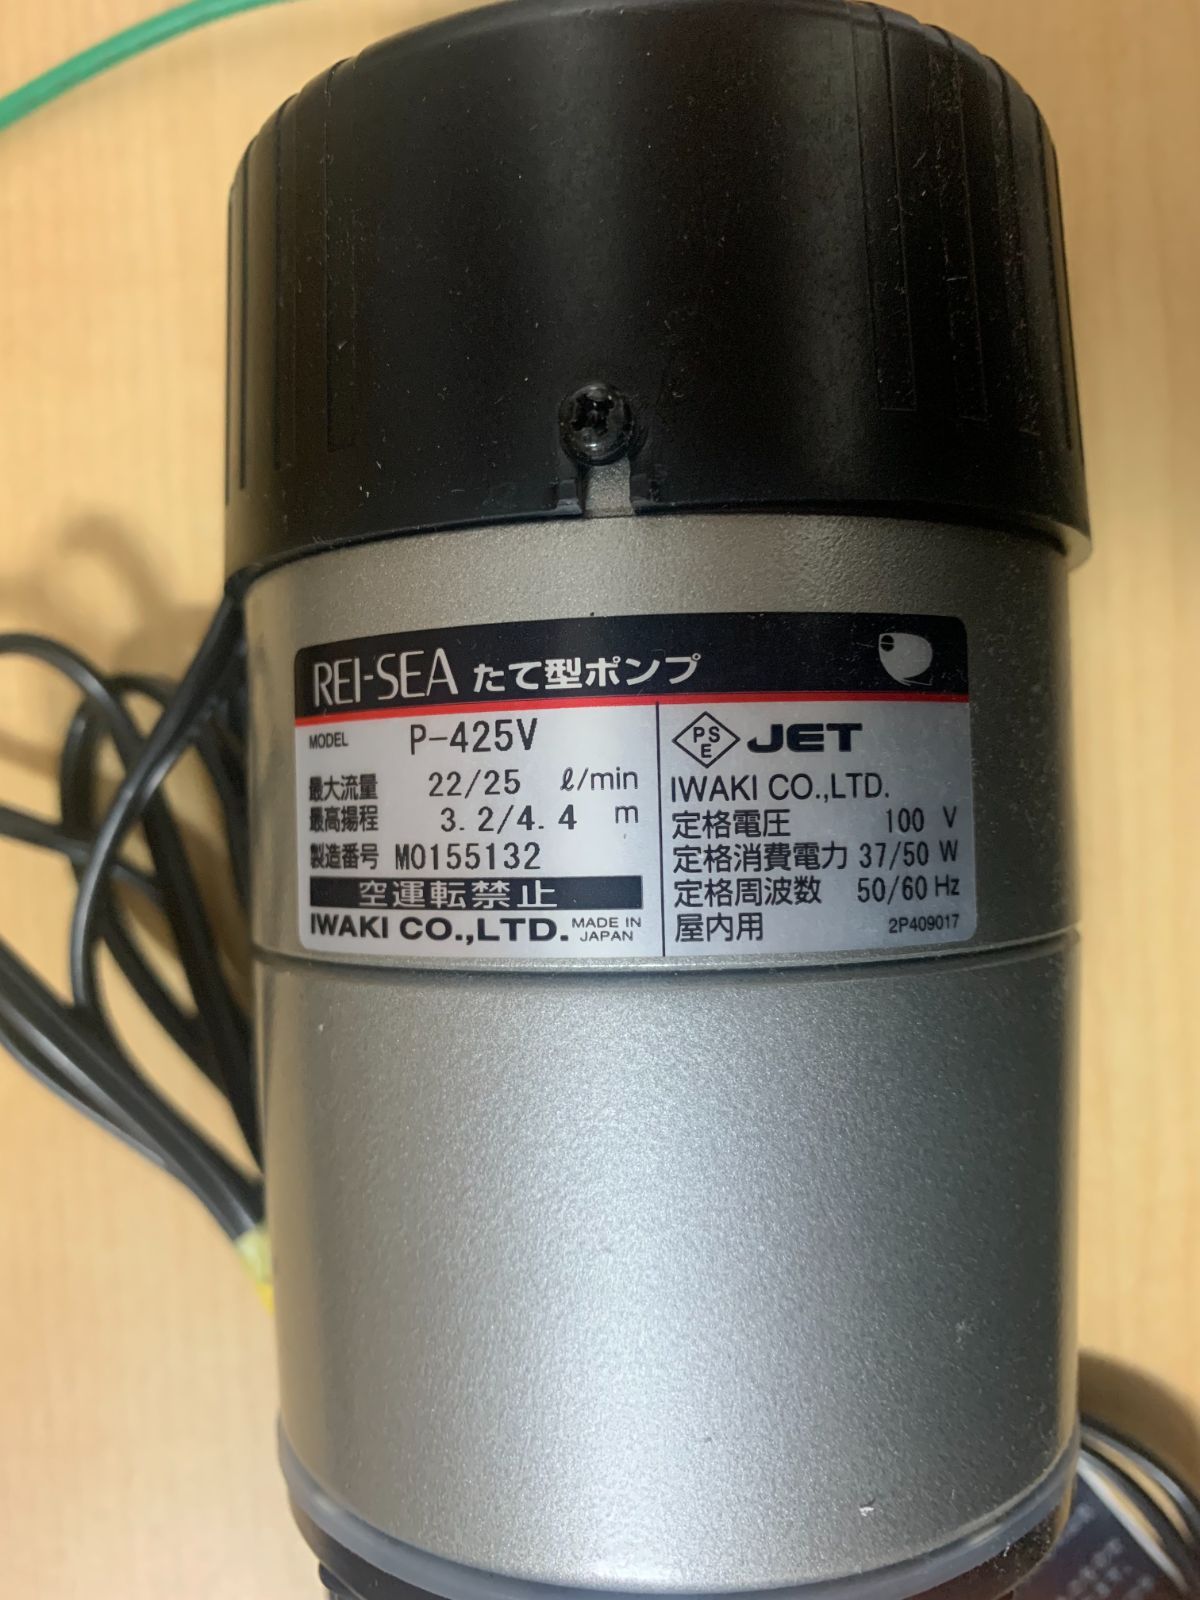 REI-SEA たて型ポンプ
MODEL P-425V
最大流量 22/25 ℓ/min
最高揚程 3.2/4.4 m
製造番号 M0155132
空運転禁止
IWAKI CO.,LTD. MADE IN JAPAN
PSE JET
IWAKI CO.,LTD.
定格電圧 100 V
定格消費電力 37/50 W
定格周波数 50/60 Hz
屋内用 2P409017